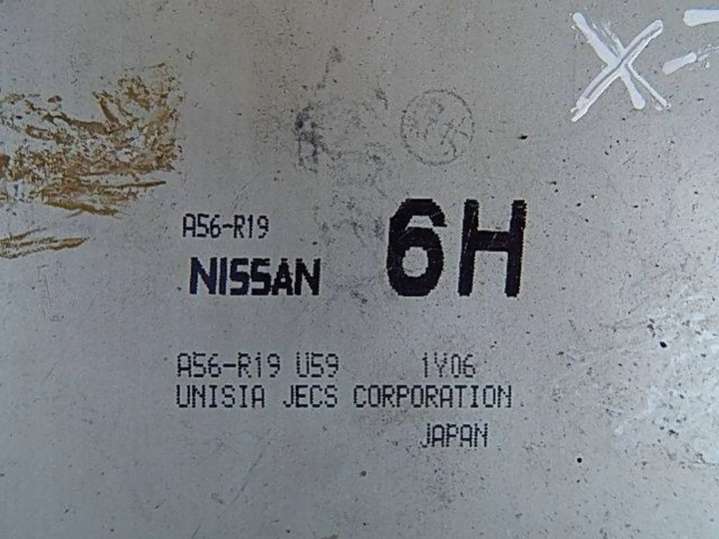 X-
A56-R19
NISSAN 6H
A56-R19 U59 1Y06
UNISIA JECS CORPORATION
JAPAN